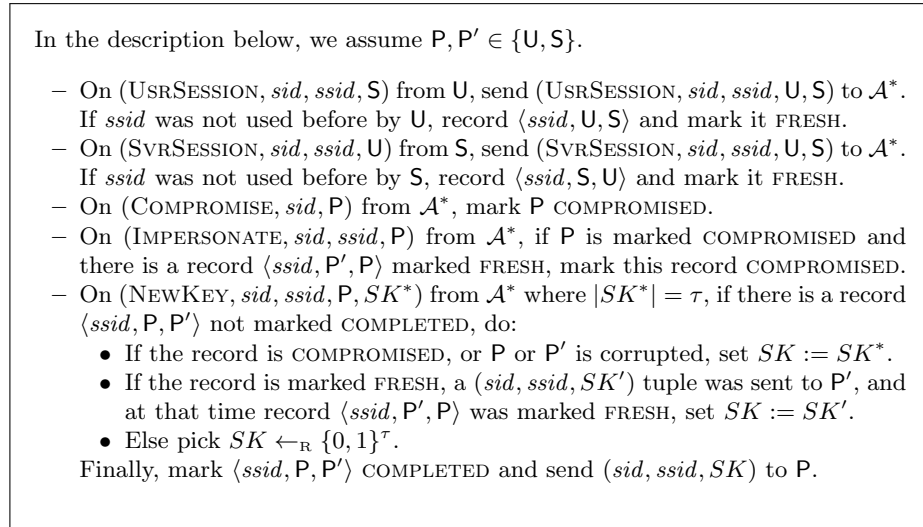 In the description below, we assume P, P′ ∈ {U, S}.
– On (UsrSession, sid, ssid, S) from U, send (UsrSession, sid, ssid, U, S) to 𝒜*.
If ssid was not used before by U, record ⟨ssid, U, S⟩ and mark it FRESH.
– On (SvrSession, sid, ssid, U) from S, send (SvrSession, sid, ssid, U, S) to 𝒜*.
If ssid was not used before by S, record ⟨ssid, S, U⟩ and mark it FRESH.
– On (Compromise, sid, P) from 𝒜*, mark P COMPROMISED.
– On (Impersonate, sid, ssid, P) from 𝒜*, if P is marked COMPROMISED and
there is a record ⟨ssid, P′, P⟩ marked FRESH, mark this record COMPROMISED.
– On (NewKey, sid, ssid, P, SK*) from 𝒜* where |SK*| = τ, if there is a record
⟨ssid, P, P′⟩ not marked COMPLETED, do:
• If the record is COMPROMISED, or P or P′ is corrupted, set SK := SK*.
• If the record is marked FRESH, a (sid, ssid, SK′) tuple was sent to P′, and
at that time record ⟨ssid, P′, P⟩ was marked FRESH, set SK := SK′.
• Else pick SK ←_R {0, 1}^τ.
Finally, mark ⟨ssid, P, P′⟩ COMPLETED and send (sid, ssid, SK) to P.